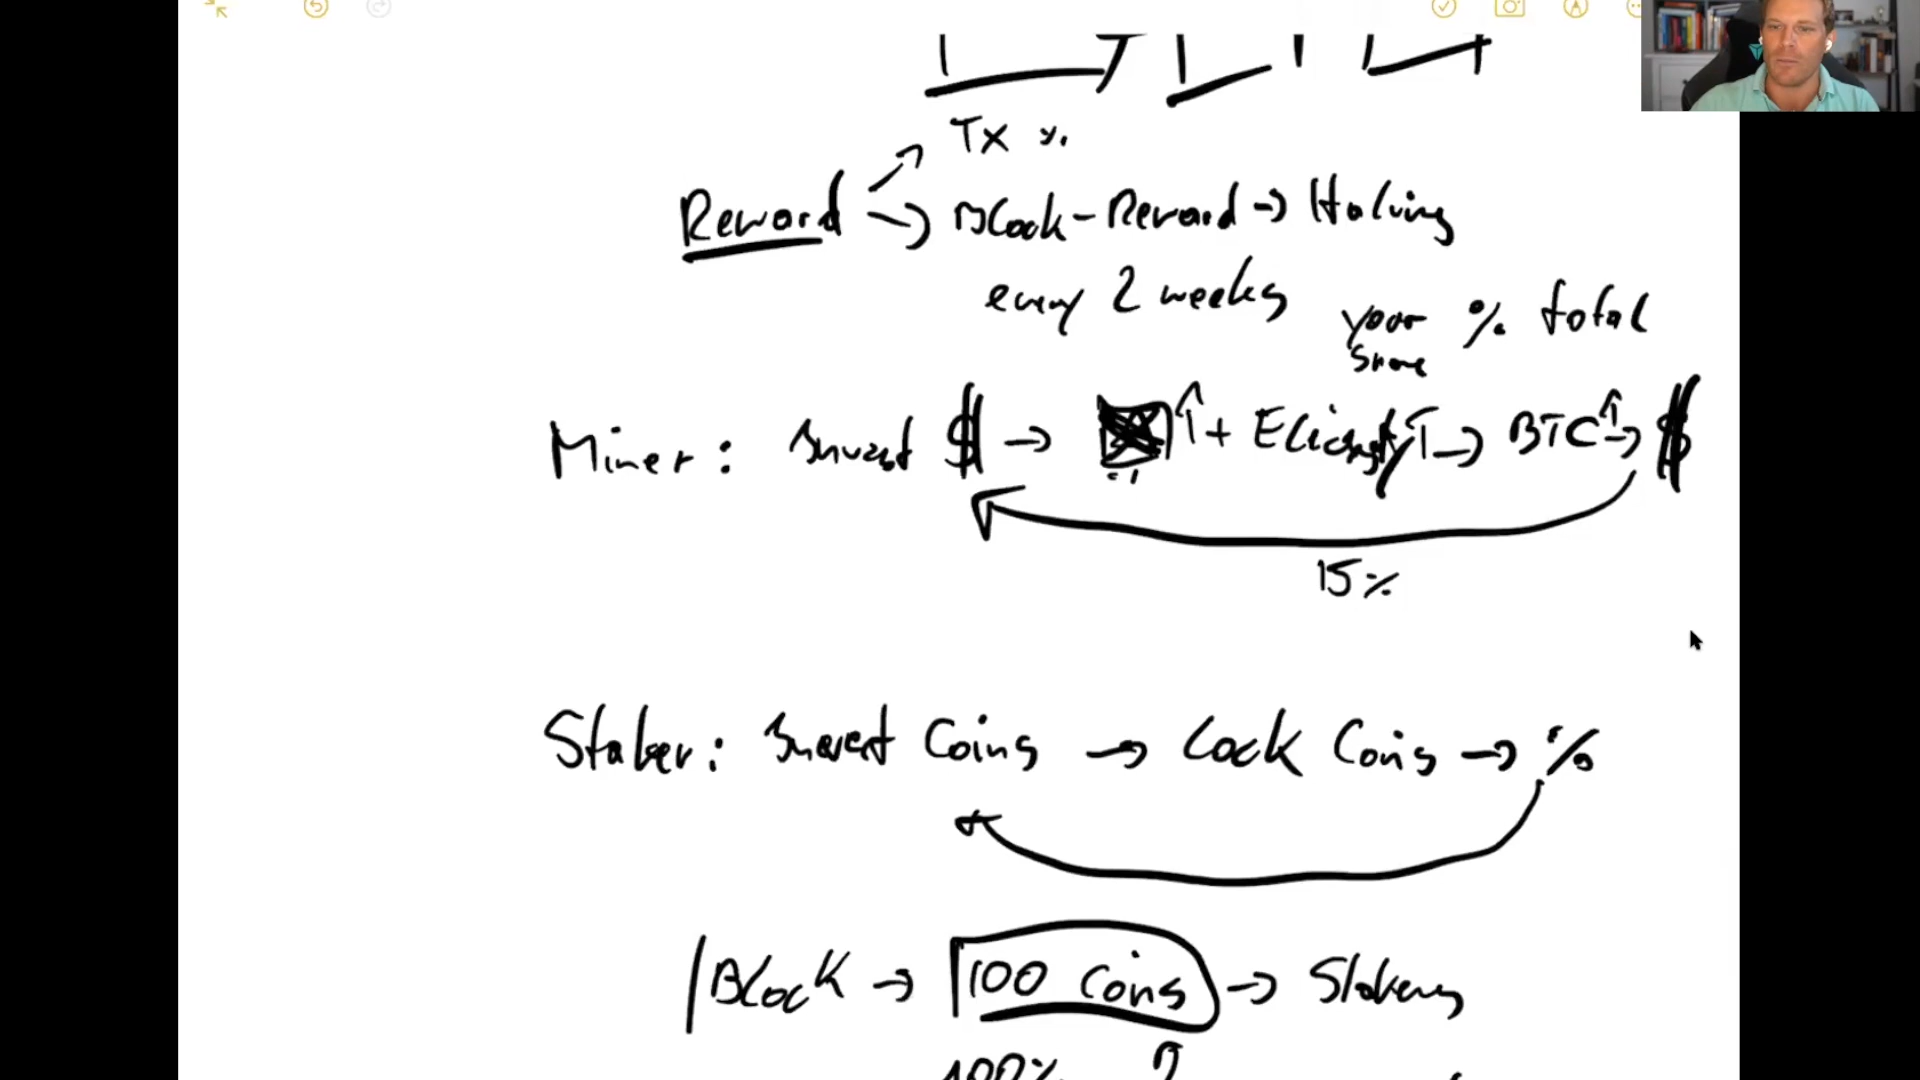 TX %
Reward → Block-Reward → Halving
every 2 weeks
your % total
Share
Miner: Invest $ → + → BTC → $
15%
Staker: Invest Coins → Lock Coins → %
/Block → 100 Coins → Stakers
100%